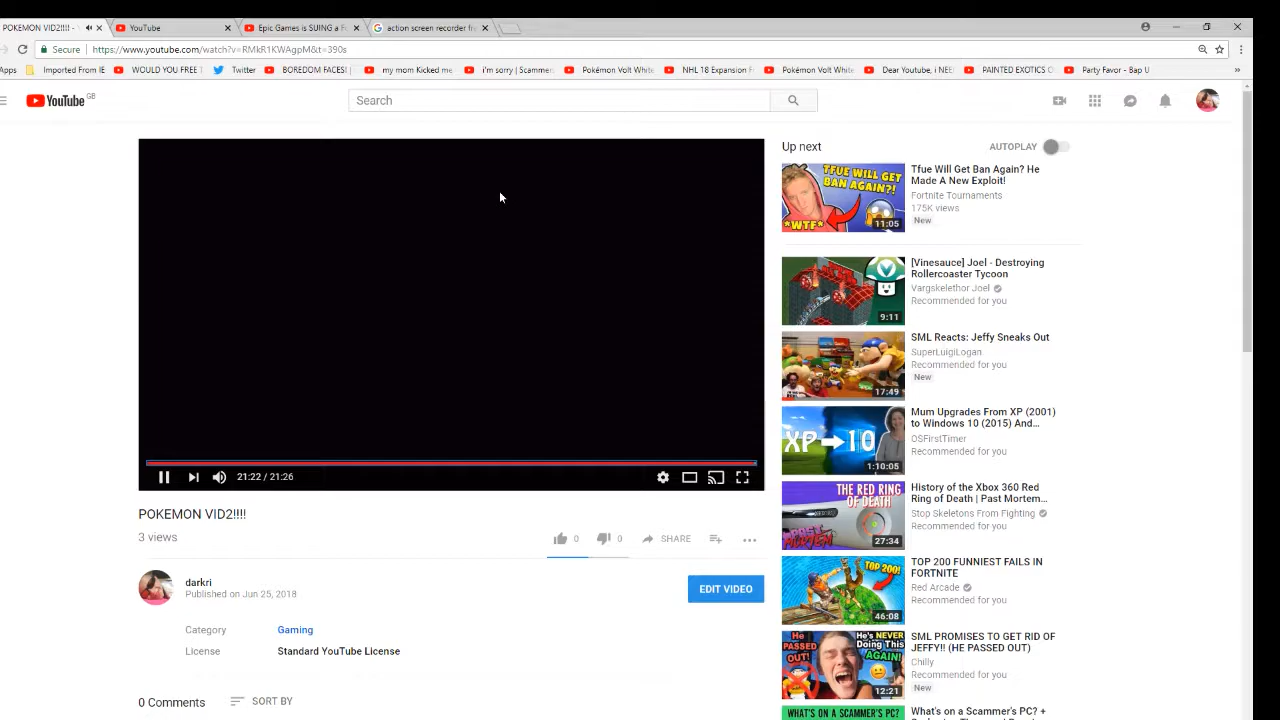 POKEMON VID2!!!! -
YouTube
Epic Games is SUING a F
action screen recorder fr
Secure
https://www.youtube.com/watch?v=RMkR1KWAgpM&t=390s
Apps
Imported From IE
WOULD YOU FREE T
Twitter
BOREDOM FACES! |
my mom Kicked me
i'm sorry | Scammer
Pokémon Volt White
NHL 18 Expansion F
Pokémon Volt White
Dear Youtube, i NEE
PAINTED EXOTICS O
Party Favor - Bap U
»
YouTube GB
Search
Up next
AUTOPLAY
TFUE WILL GET
BAN AGAIN?!
*WTF*
11:05
Tfue Will Get Ban Again? He
Made A New Exploit!
Fortnite Tournaments
175K views
New
9:11
[Vinesauce] Joel - Destroying
Rollercoaster Tycoon
Vargskelethor Joel
Recommended for you
17:49
SML Reacts: Jeffy Sneaks Out
SuperLuigiLogan
Recommended for you
New
XP 10
1:10:05
Mum Upgrades From XP (2001)
to Windows 10 (2015) And...
OSFirstTimer
Recommended for you
21:22 / 21:26
THE RED RING
OF DEATH
PAST
MORTEM
27:34
History of the Xbox 360 Red
Ring of Death | Past Mortem...
Stop Skeletons From Fighting
Recommended for you
POKEMON VID2!!!!
3 views
0
0
SHARE
TOP 200!
46:08
TOP 200 FUNNIEST FAILS IN
FORTNITE
Red Arcade
Recommended for you
darkri
Published on Jun 25, 2018
EDIT VIDEO
Category
Gaming
License
Standard YouTube License
He
PASSED
OUT!
He's NEVER
Doing This
AGAIN!
12:21
SML PROMISES TO GET RID OF
JEFFY!! (HE PASSED OUT)
Chilly
Recommended for you
New
0 Comments
SORT BY
WHAT'S ON A SCAMMER'S PC?
What's on a Scammer's PC? +